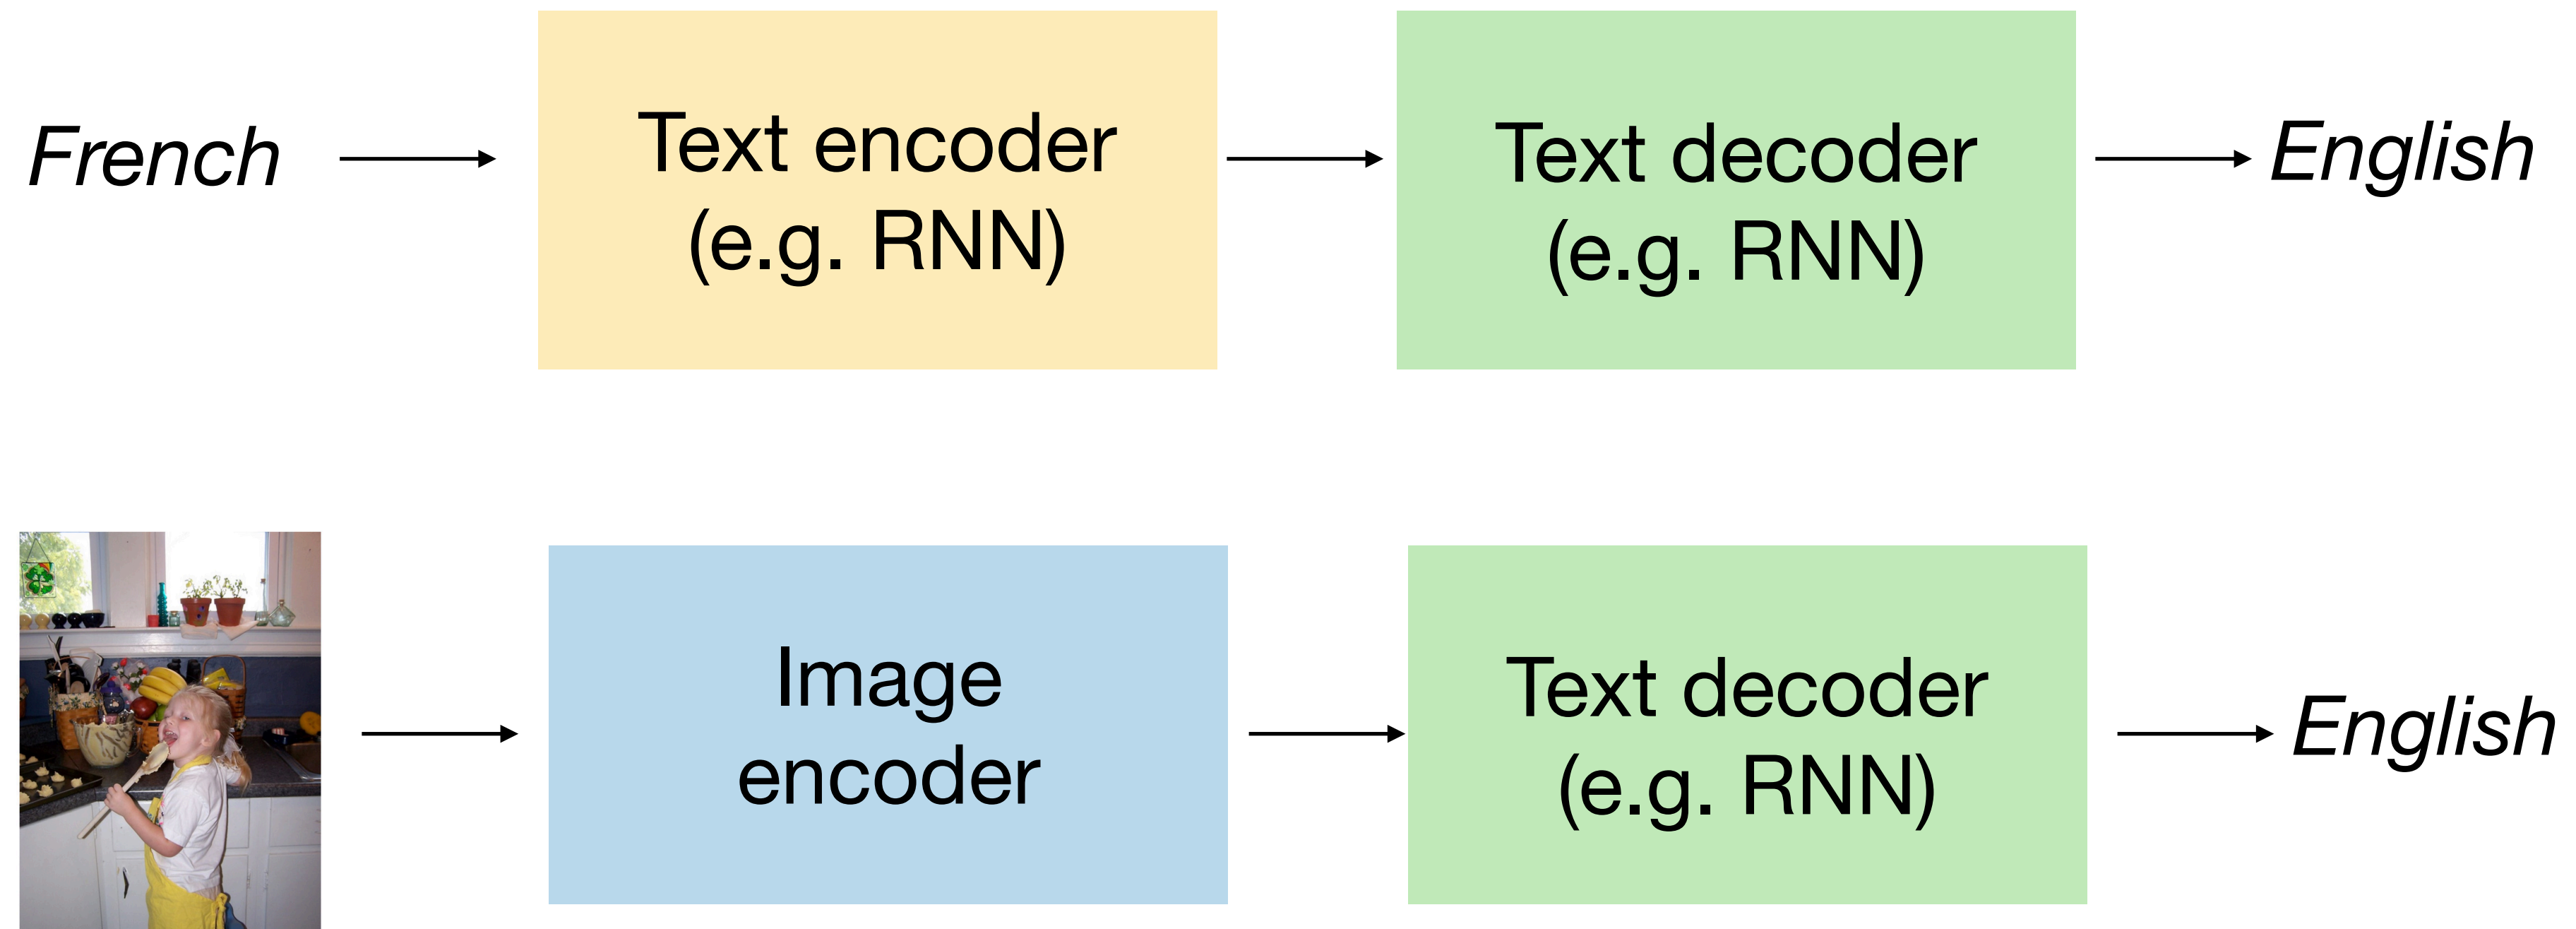 French
Text encoder
(e.g. RNN)
Text decoder
(e.g. RNN)
English
Image
encoder
Text decoder
(e.g. RNN)
English